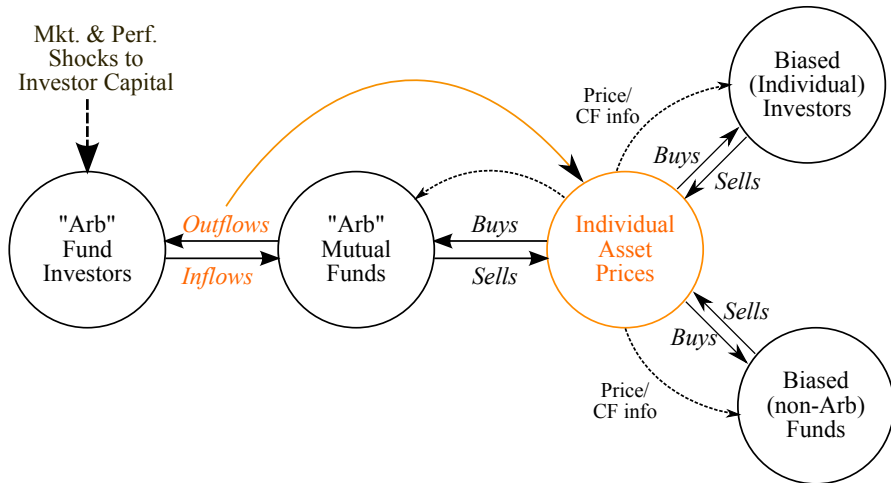 Mkt. & Perf.
Shocks to
Investor Capital
"Arb"
Fund
Investors
Outflows
Inflows
"Arb"
Mutual
Funds
Buys
Sells
Individual
Asset
Prices
Price/
CF info
Buys
Sells
Biased
(Individual)
Investors
Sells
Buys
Price/
CF info
Biased
(non-Arb)
Funds